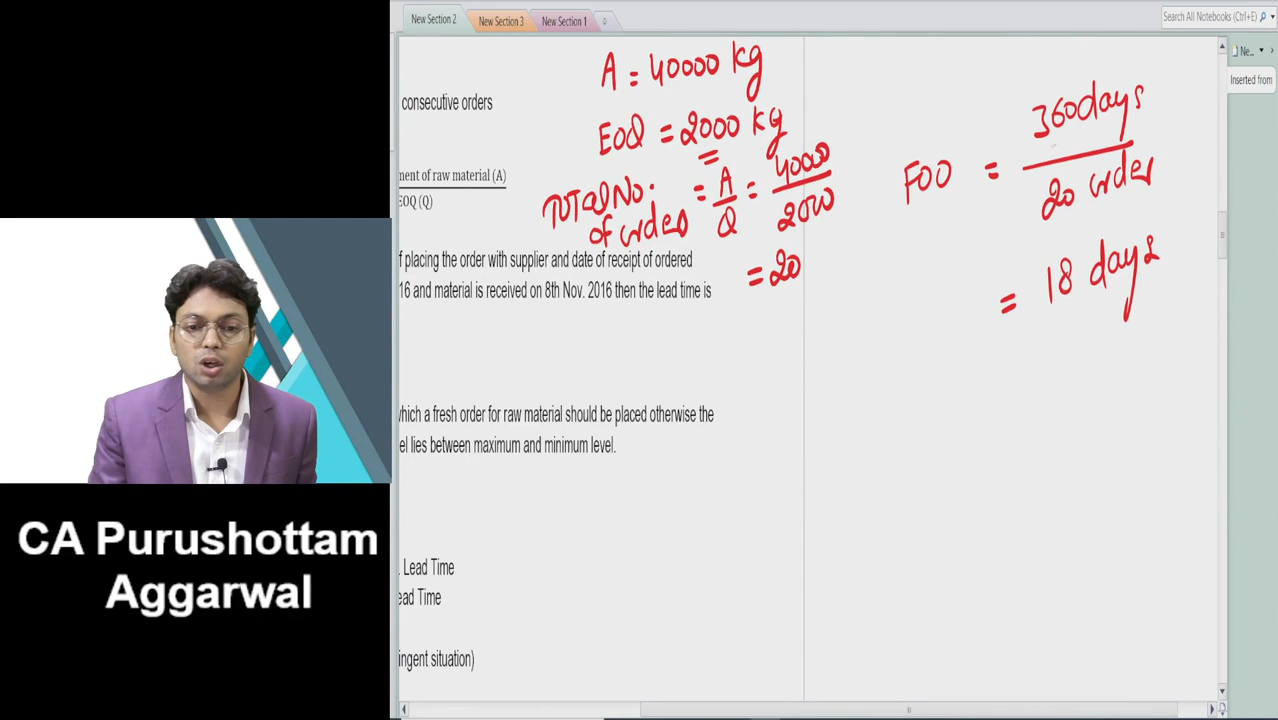 New Section 2
New Section 3
New Section 1
Search All Notebooks (Ctrl+E)
Ne...
Inserted from
consecutive orders
ment of raw material (A)
EOQ (Q)
f placing the order with supplier and date of receipt of ordered
16 and material is received on 8th Nov. 2016 then the lead time is
which a fresh order for raw material should be placed otherwise the
el lies between maximum and minimum level.
. Lead Time
ead Time
ingent situation)
A = 40000 kg
EOQ = 2000 kg
Total No. of order = A/Q = 40000/2000
= 20
FOO = 360 days / 20 order
= 18 days
CA Purushottam
Aggarwal